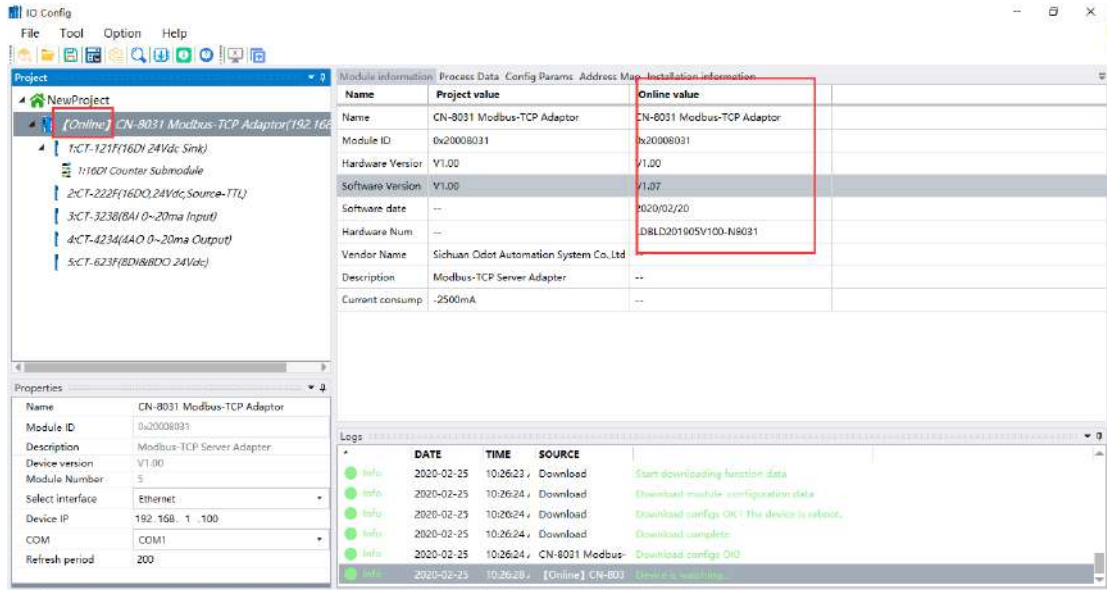 IO Config
File Tool Option Help
Project
NewProject
【Online】 CN-8031 Modbus-TCP Adaptor(192.168
1:CT-121F(16DI 24Vdc Sink)
1:16DI Counter Submodule
2:CT-222F(16DO,24Vdc,Source-TTL)
3:CT-3238(8AI 0~20ma Input)
4:CT-4234(4AO 0~20ma Output)
5:CT-623F(8DI&8DO 24Vdc)
Module information Process Data Config Params Address Map Installation information
Name Project value Online value
Name CN-8031 Modbus-TCP Adaptor CN-8031 Modbus-TCP Adaptor
Module ID 0x20008031 0x20008031
Hardware Version V1.00 V1.00
Software Version V1.00 V1.07
Software date -- 2020/02/20
Hardware Num -- .DBLD201905V100-N8031
Vendor Name Sichuan Odot Automation System Co.,Ltd --
Description Modbus-TCP Server Adapter --
Current consump -2500mA --
Properties
Name CN-8031 Modbus-TCP Adaptor
Module ID 0x20008031
Description Modbus-TCP Server Adapter
Device version V1.00
Module Number 5
Select interface Ethernet
Device IP 192.168. 1 .100
COM COM1
Refresh period 200
Logs
DATE TIME SOURCE
Info 2020-02-25 10:26:23 Download Start downloading function data
Info 2020-02-25 10:26:24 Download Download module configuration data
Info 2020-02-25 10:26:24 Download Download configs OK! The device is reboot.
Info 2020-02-25 10:26:24 Download Download complete
Info 2020-02-25 10:26:24 CN-8031 Modbus- Download configs OK!
Info 2020-02-25 10:26:28 【Online】 CN-803 Device is watching...